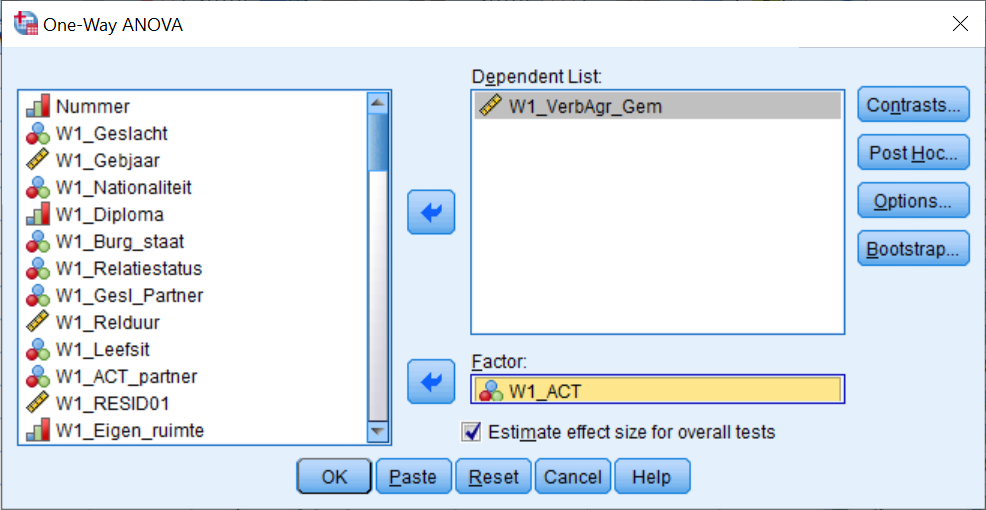 One-Way ANOVA
Nummer
W1_Geslacht
W1_Gebjaar
W1_Nationaliteit
W1_Diploma
W1_Burg_staat
W1_Relatiestatus
W1_Gesl_Partner
W1_Relduur
W1_Leefsit
W1_ACT_partner
W1_RESID01
W1_Eigen_ruimte
Dependent List:
W1_VerbAgr_Gem
Factor:
W1_ACT
Estimate effect size for overall tests
Contrasts...
Post Hoc...
Options...
Bootstrap...
OK Paste Reset Cancel Help